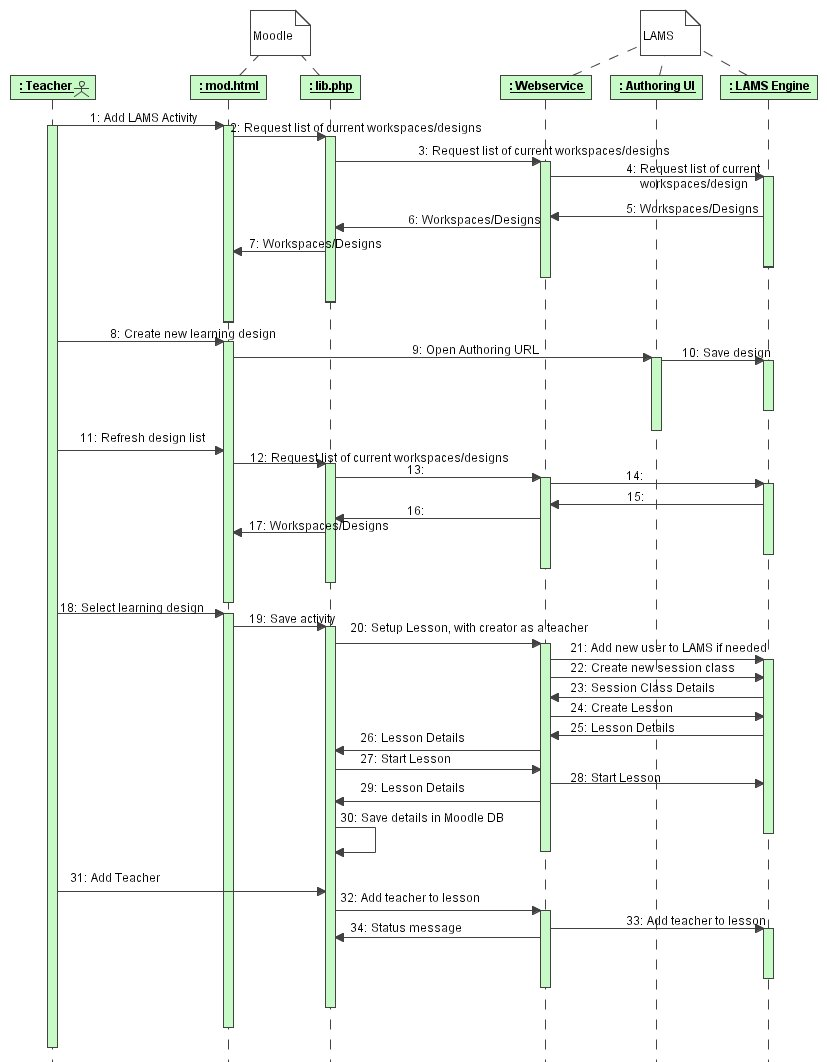 Moodle
LAMS
: Teacher
: mod.html
: lib.php
: Webservice
: Authoring UI
: LAMS Engine
1: Add LAMS Activity
2: Request list of current workspaces/designs
3: Request list of current workspaces/designs
4: Request list of current
workspaces/design
5: Workspaces/Designs
6: Workspaces/Designs
7: Workspaces/Designs
8: Create new learning design
9: Open Authoring URL
10: Save design
11: Refresh design list
12: Request list of current workspaces/designs
13:
14:
15:
16:
17: Workspaces/Designs
18: Select learning design
19: Save activity
20: Setup Lesson, with creator as a teacher
21: Add new user to LAMS if needed
22: Create new session class
23: Session Class Details
24: Create Lesson
25: Lesson Details
26: Lesson Details
27: Start Lesson
28: Start Lesson
29: Lesson Details
30: Save details in Moodle DB
31: Add Teacher
32: Add teacher to lesson
33: Add teacher to lesson
34: Status message